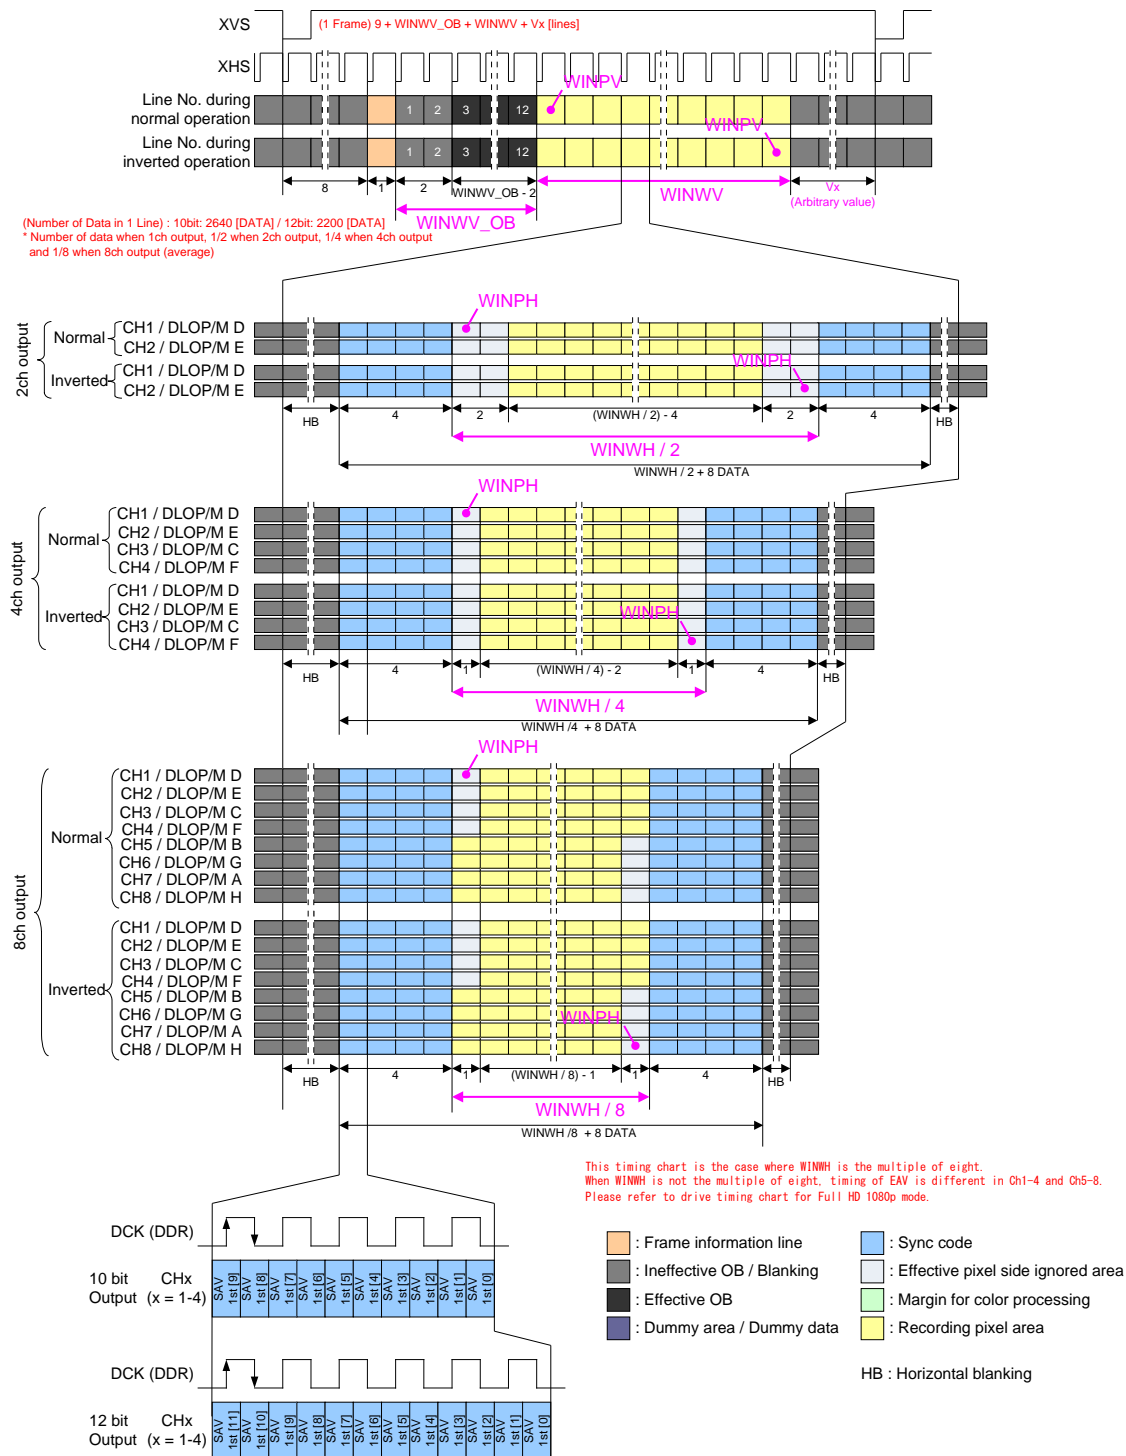 XVS
(1 Frame) 9 + WINWV_OB + WINWV + Vx [lines]
XHS
WINPV
Line No. during
normal operation
1 2 3 12
WINPV
Line No. during
inverted operation
1 2 3 12
8 1 2 WINWV_OB - 2 WINWV Vx
(Arbitrary value)
WINWV_OB
(Number of Data in 1 Line) : 10bit: 2640 [DATA] / 12bit: 2200 [DATA]
* Number of data when 1ch output, 1/2 when 2ch output, 1/4 when 4ch output
and 1/8 when 8ch output (average)
WINPH
2ch output
Normal
CH1 / DLOP/M D
CH2 / DLOP/M E
WINPH
Inverted
CH1 / DLOP/M D
CH2 / DLOP/M E
HB 4 2 (WINWH / 2) - 4 2 4 HB
WINWH / 2
WINWH / 2 + 8 DATA
WINPH
4ch output
Normal
CH1 / DLOP/M D
CH2 / DLOP/M E
CH3 / DLOP/M C
CH4 / DLOP/M F
Inverted
CH1 / DLOP/M D
CH2 / DLOP/M E
CH3 / DLOP/M C
CH4 / DLOP/M F
WINPH
HB 4 1 (WINWH / 4) - 2 1 4 HB
WINWH / 4
WINWH /4 + 8 DATA
WINPH
8ch output
Normal
CH1 / DLOP/M D
CH2 / DLOP/M E
CH3 / DLOP/M C
CH4 / DLOP/M F
CH5 / DLOP/M B
CH6 / DLOP/M G
CH7 / DLOP/M A
CH8 / DLOP/M H
Inverted
CH1 / DLOP/M D
CH2 / DLOP/M E
CH3 / DLOP/M C
CH4 / DLOP/M F
CH5 / DLOP/M B
CH6 / DLOP/M G
CH7 / DLOP/M A
CH8 / DLOP/M H
WINPH
HB 4 1 (WINWH / 8) - 1 1 4 HB
WINWH / 8
WINWH /8 + 8 DATA
This timing chart is the case where WINWH is the multiple of eight.
When WINWH is not the multiple of eight, timing of EAV is different in Ch1-4 and Ch5-8.
Please refer to drive timing chart for Full HD 1080p mode.
DCK (DDR)
10 bit CHx
Output (x = 1-4)
SAV 1st [9]
SAV 1st [8]
SAV 1st [7]
SAV 1st [6]
SAV 1st [5]
SAV 1st [4]
SAV 1st [3]
SAV 1st [2]
SAV 1st [1]
SAV 1st [0]
DCK (DDR)
12 bit CHx
Output (x = 1-4)
SAV 1st [11]
SAV 1st [10]
SAV 1st [9]
SAV 1st [8]
SAV 1st [7]
SAV 1st [6]
SAV 1st [5]
SAV 1st [4]
SAV 1st [3]
SAV 1st [2]
SAV 1st [1]
SAV 1st [0]
: Frame information line
: Ineffective OB / Blanking
: Effective OB
: Dummy area / Dummy data
: Sync code
: Effective pixel side ignored area
: Margin for color processing
: Recording pixel area
HB : Horizontal blanking